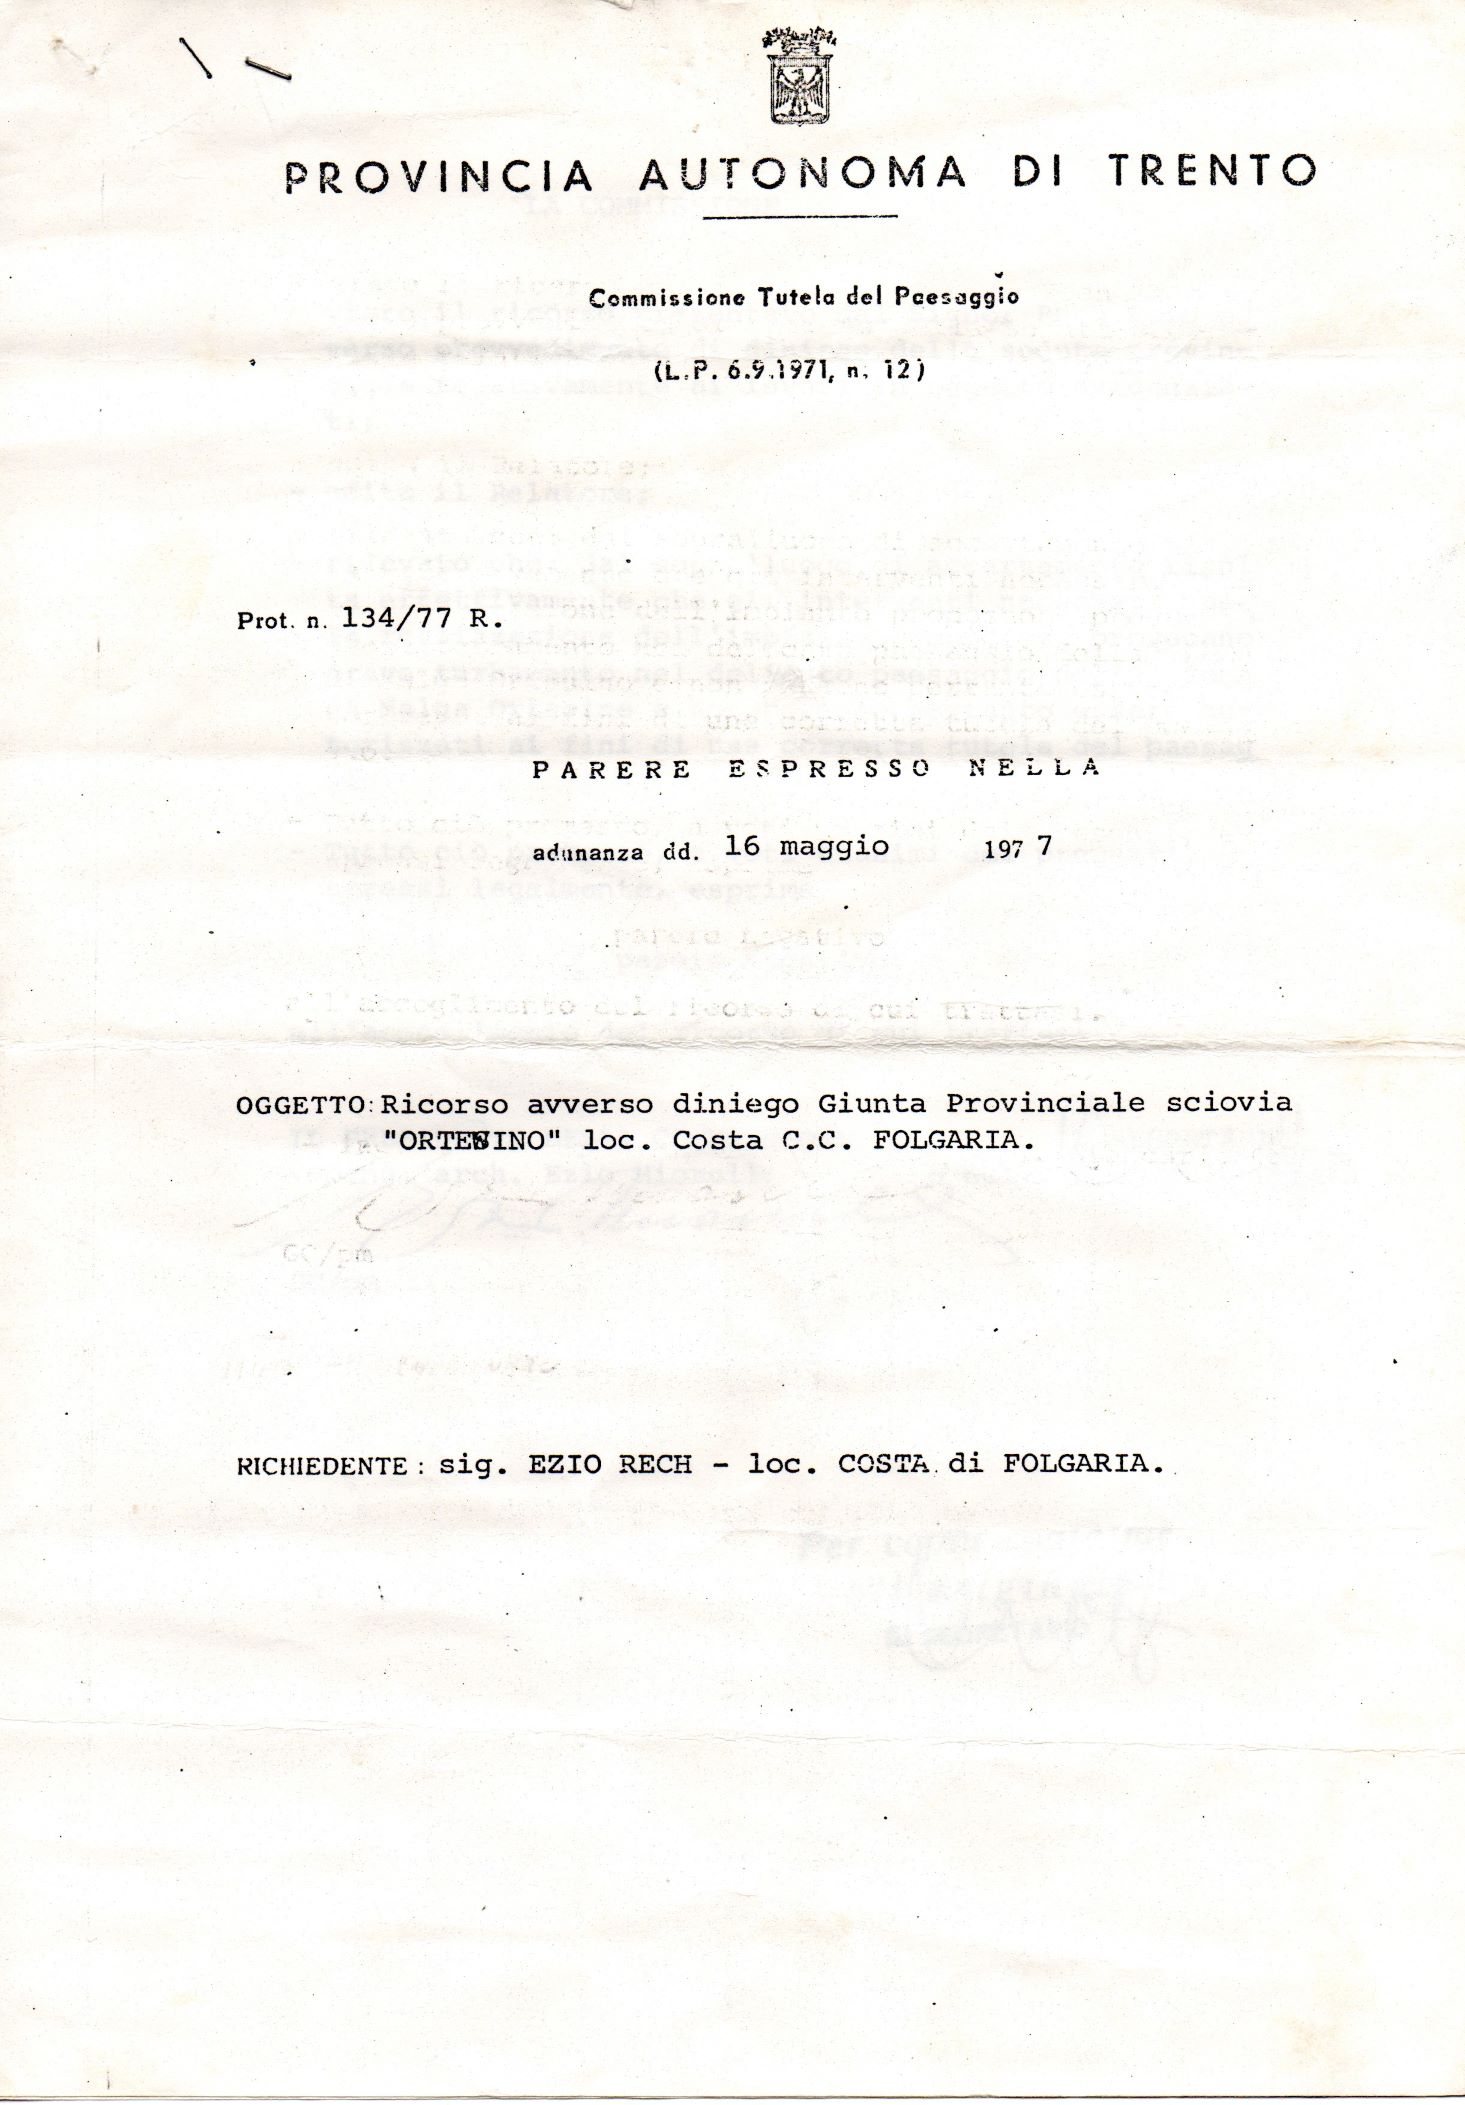 PROVINCIA AUTONOMA DI TRENTO
Commissione Tutela del Paesaggio
(L.P. 6.9.1971, n. 12)
Prot. n. 134/77 R.
PARERE ESPRESSO NELLA
adunanza dd. 16 maggio 1977
OGGETTO: Ricorso avverso diniego Giunta Provinciale sciovia
"ORTESINO" loc. Costa C.C. FOLGARIA.
RICHIEDENTE: sig. EZIO RECH - loc. COSTA di FOLGARIA.